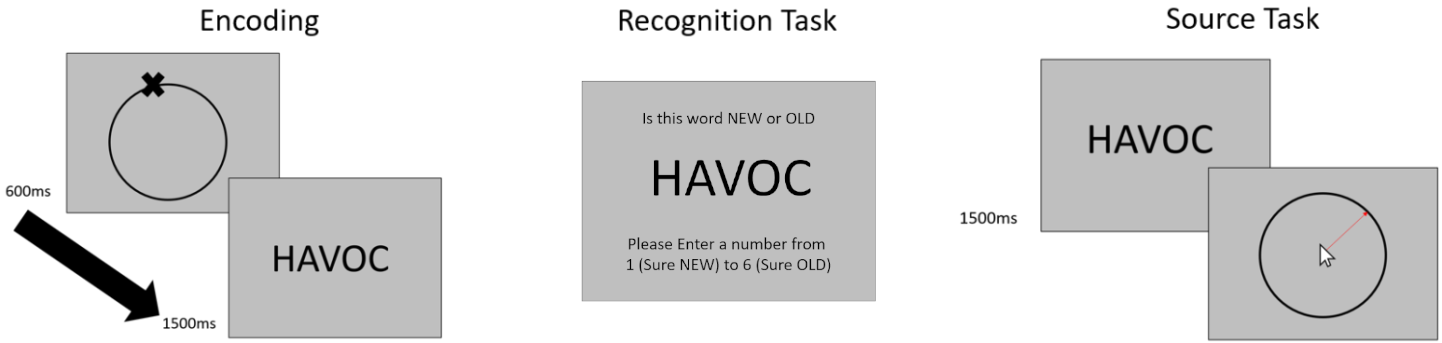 Encoding
600ms
HAVOC
1500ms
Recognition Task
Is this word NEW or OLD
HAVOC
Please Enter a number from
1 (Sure NEW) to 6 (Sure OLD)
Source Task
HAVOC
1500ms